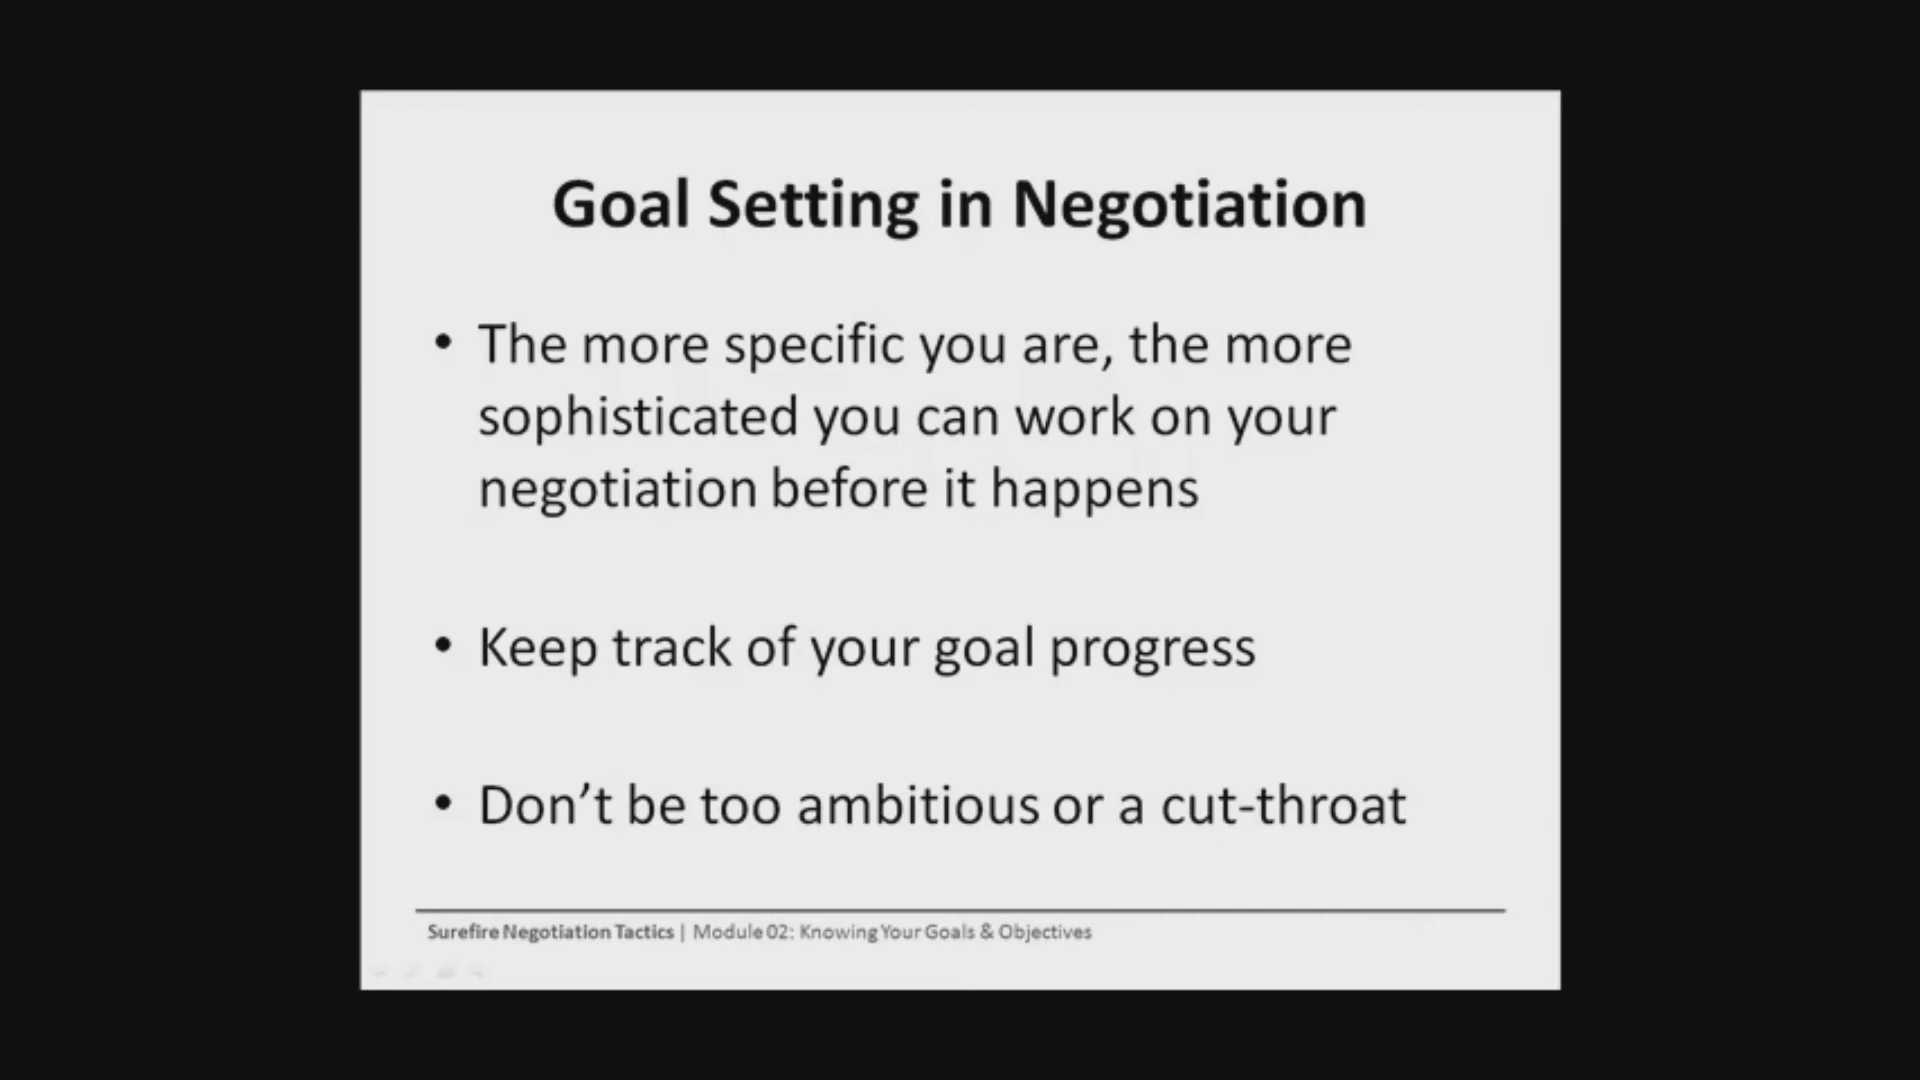 Goal Setting in Negotiation
• The more specific you are, the more
sophisticated you can work on your
negotiation before it happens
• Keep track of your goal progress
• Don’t be too ambitious or a cut-throat
Surefire Negotiation Tactics | Module 02: Knowing Your Goals & Objectives